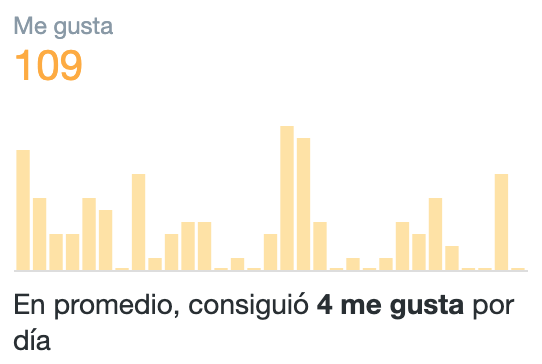 Me gusta
109
En promedio, consiguió 4 me gusta por
día